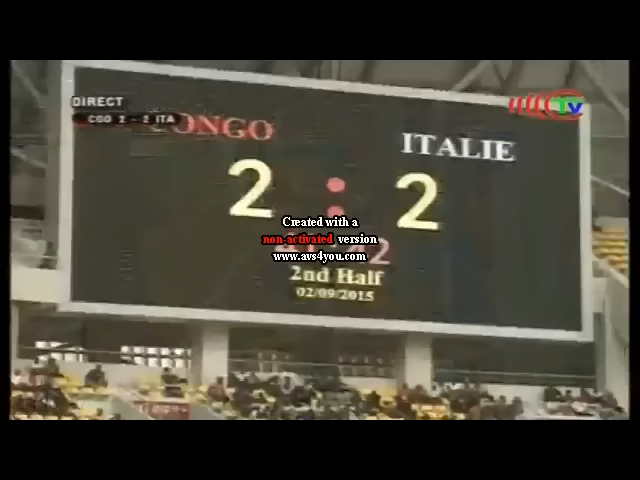 DIRECT
CGO 2 - 2 ITA
CONGO
ITALIE
TV
2 : 2
Created with a
non-activated version
www.avs4you.com
2nd Half
02/09/2015